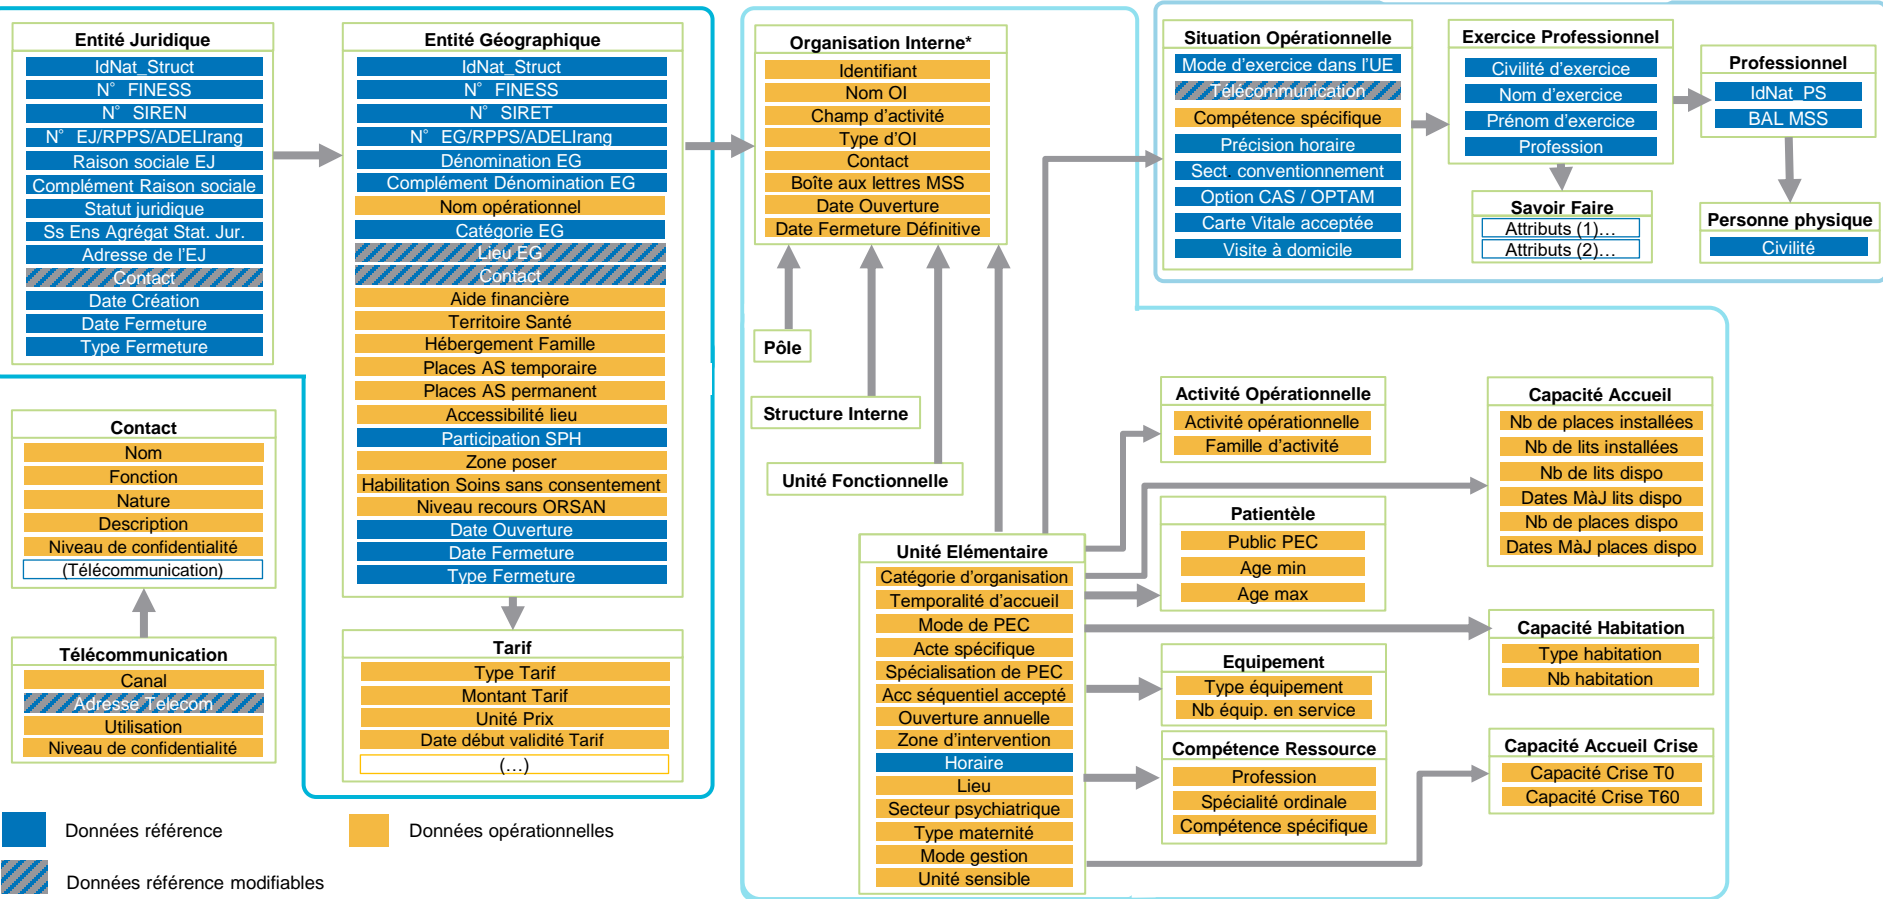 Entité Juridique
IdNat_Struct
N° FINESS
N° SIREN
N° EJ/RPPS/ADELIrang
Raison sociale EJ
Complément Raison sociale
Statut juridique
Ss Ens Agrégat Stat. Jur.
Adresse de l'EJ
Contact
Date Création
Date Fermeture
Type Fermeture
Contact
Nom
Fonction
Nature
Description
Niveau de confidentialité
(Télécommunication)
Télécommunication
Canal
Adresse Telecom
Utilisation
Niveau de confidentialité
Entité Géographique
IdNat_Struct
N° FINESS
N° SIRET
N° EG/RPPS/ADELIrang
Dénomination EG
Complément Dénomination EG
Nom opérationnel
Catégorie EG
Lieu EG
Contact
Aide financière
Territoire Santé
Hébergement Famille
Places AS temporaire
Places AS permanent
Accessibilité lieu
Participation SPH
Zone poser
Habilitation Soins sans consentement
Niveau recours ORSAN
Date Ouverture
Date Fermeture
Type Fermeture
Tarif
Type Tarif
Montant Tarif
Unité Prix
Date début validité Tarif
(…)
Organisation Interne*
Identifiant
Nom OI
Champ d'activité
Type d'OI
Contact
Boîte aux lettres MSS
Date Ouverture
Date Fermeture Définitive
Pôle
Structure Interne
Unité Fonctionnelle
Unité Elémentaire
Catégorie d'organisation
Temporalité d'accueil
Mode de PEC
Acte spécifique
Spécialisation de PEC
Acc séquentiel accepté
Ouverture annuelle
Zone d'intervention
Horaire
Lieu
Secteur psychiatrique
Type maternité
Mode gestion
Unité sensible
Situation Opérationnelle
Mode d'exercice dans l'UE
Télécommunication
Compétence spécifique
Précision horaire
Sect. conventionnement
Option CAS / OPTAM
Carte Vitale acceptée
Visite à domicile
Exercice Professionnel
Civilité d'exercice
Nom d'exercice
Prénom d'exercice
Profession
Savoir Faire
Attributs (1)…
Attributs (2)…
Professionnel
IdNat_PS
BAL MSS
Personne physique
Civilité
Activité Opérationnelle
Activité opérationnelle
Famille d'activité
Patientèle
Public PEC
Age min
Age max
Equipement
Type équipement
Nb équip. en service
Compétence Ressource
Profession
Spécialité ordinale
Compétence spécifique
Capacité Accueil
Nb de places installées
Nb de lits installées
Nb de lits dispo
Dates MàJ lits dispo
Nb de places dispo
Dates MàJ places dispo
Capacité Habitation
Type habitation
Nb habitation
Capacité Accueil Crise
Capacité Crise T0
Capacité Crise T60
Données référence
Données opérationnelles
Données référence modifiables